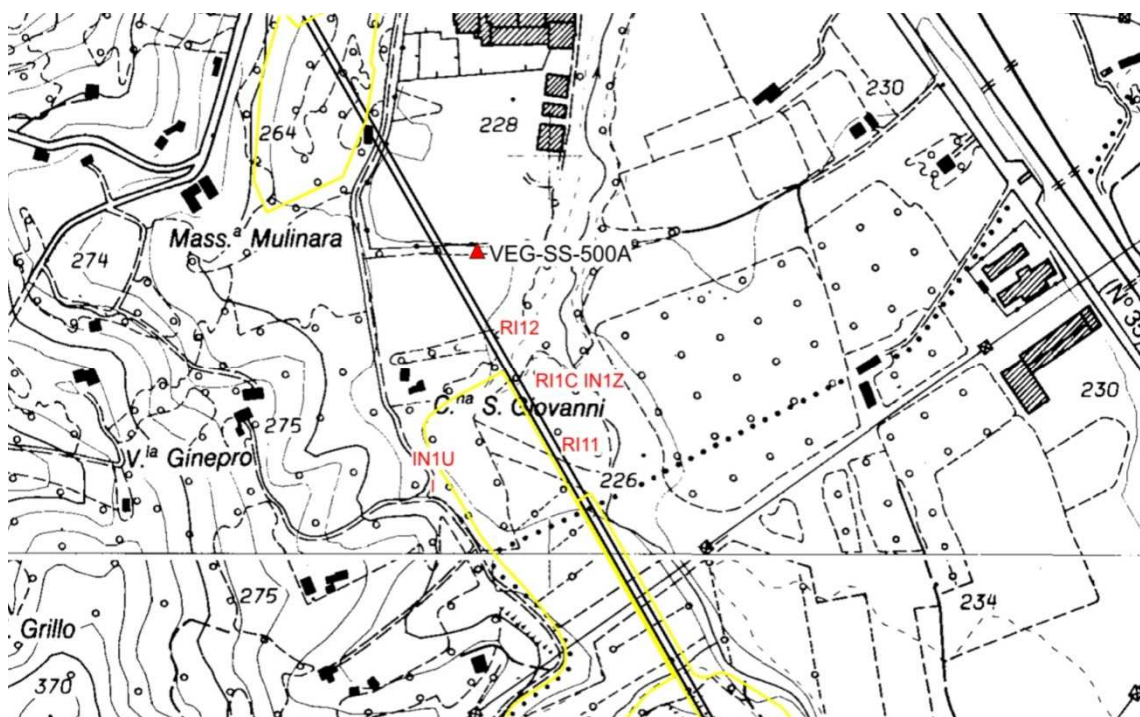 230
228
264
Mass.ª Mulinara
VEG-SS-500A
274
RI12
RI1C IN1Z
C.na S. Giovanni
230
275
RI11
V.la Ginepro
IN1U
226
275
234
Grillo
370